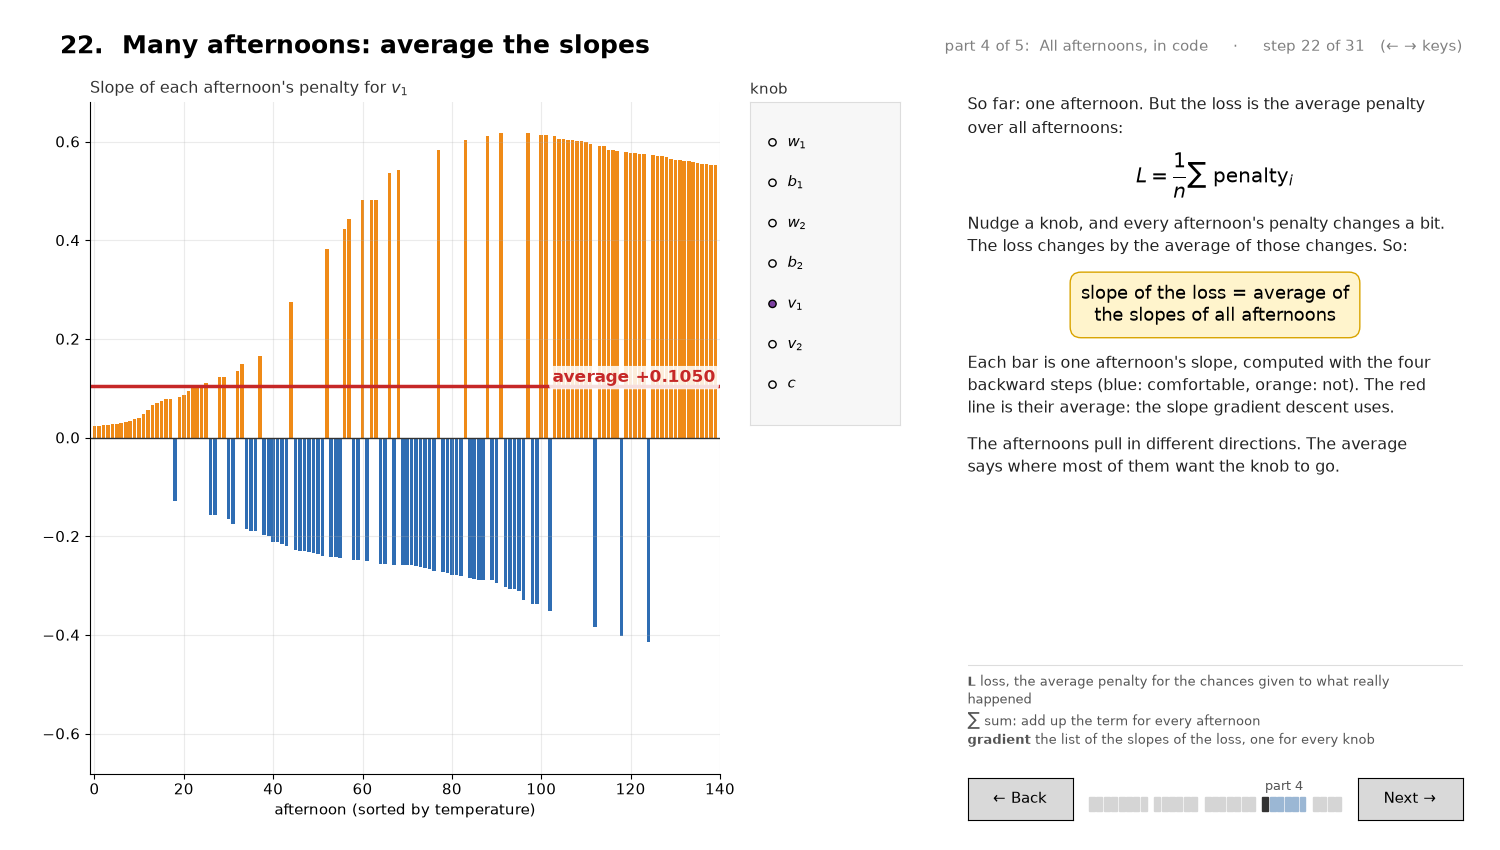 22.  Many afternoons: average the slopes
part 4 of 5:  All afternoons, in code  ·  step 22 of 31  (← → keys)
Slope of each afternoon's penalty for v₁
0.6
0.4
0.2
0.0
−0.2
−0.4
−0.6
average +0.1050
0 20 40 60 80 100 120 140
afternoon (sorted by temperature)
knob
w₁
b₁
w₂
b₂
v₁
v₂
c
So far: one afternoon. But the loss is the average penalty
over all afternoons:
L = 1/n ∑ penaltyᵢ
Nudge a knob, and every afternoon's penalty changes a bit.
The loss changes by the average of those changes. So:
slope of the loss = average of
the slopes of all afternoons
Each bar is one afternoon's slope, computed with the four
backward steps (blue: comfortable, orange: not). The red
line is their average: the slope gradient descent uses.
The afternoons pull in different directions. The average
says where most of them want the knob to go.
L loss, the average penalty for the chances given to what really
happened
∑ sum: add up the term for every afternoon
gradient the list of the slopes of the loss, one for every knob
← Back
part 4
Next →